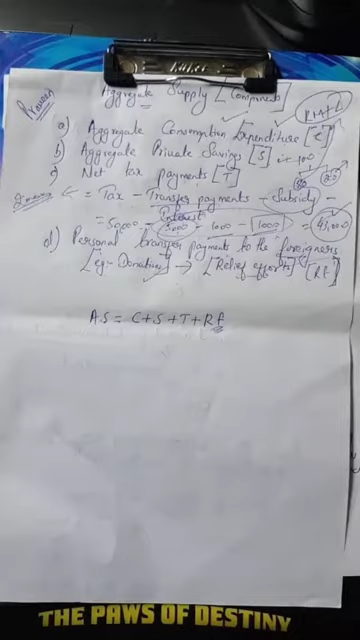 Aggregate Supply [Components]
a) Aggregate Consumption Expenditure [C]
b) Aggregate Private Savings [S] i.e 100
c) Net tax payments [T]
= Tax - Transfer payments - Subsidy -
Interest
= 50,000 - 5000 - 1000 - 1000 = 43,000
d) Personal transfer payments to the foreigners
[eg- Donation] → [Relief efforts] [Rf]
AS = C+S+T+Rf
THE PAWS OF DESTINY